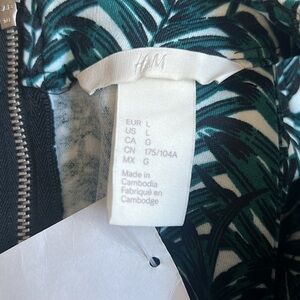 H&M
EUR L
US L
CA G
CN 175/104A
MX G
Made in
Cambodia
Fabriqué en
Cambodge